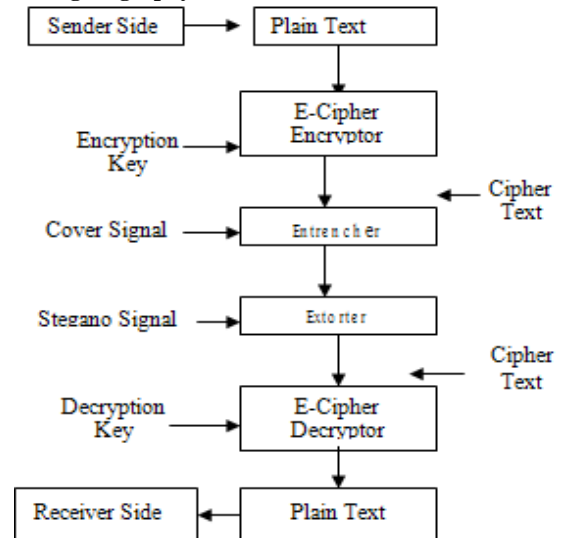 Sender Side
Plain Text
E-Cipher
Encryptor
Encryption
Key
Cipher
Text
Cover Signal
Entrencher
Stegano Signal
Extorter
Cipher
Text
Decryption
Key
E-Cipher
Decryptor
Receiver Side
Plain Text